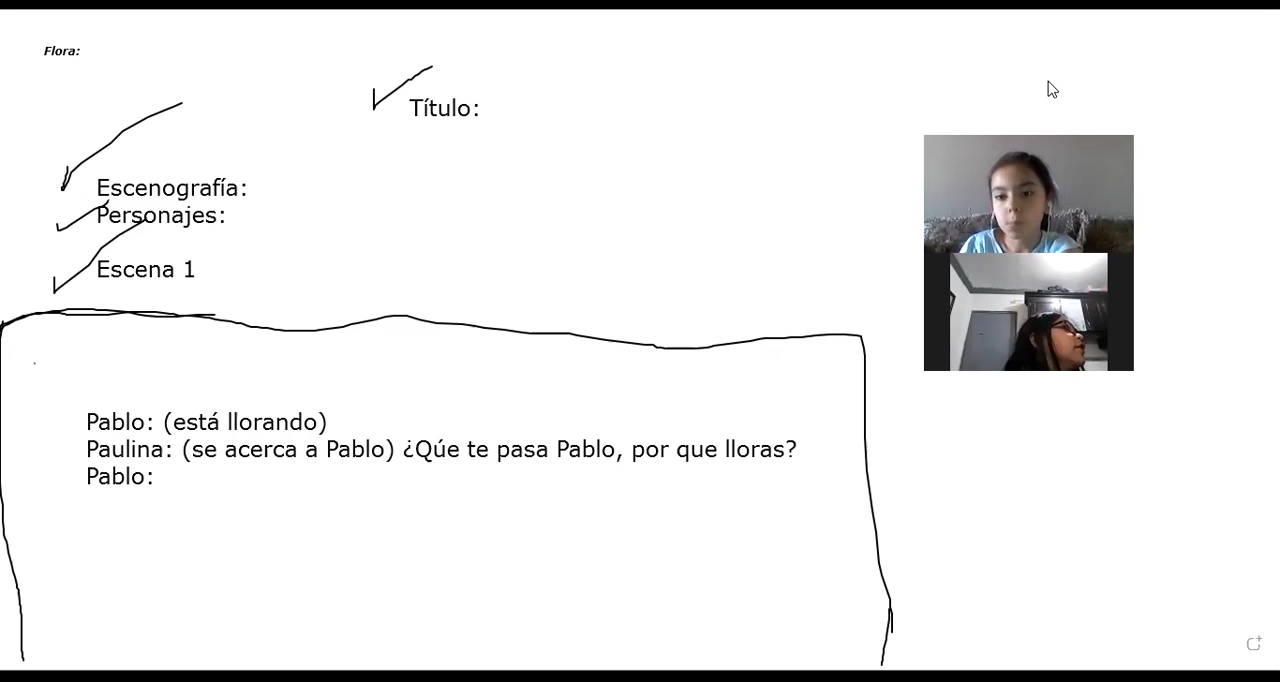 Flora:
Título:
Escenografía:
Personajes:
Escena 1
Pablo: (está llorando)
Paulina: (se acerca a Pablo) ¿Qúe te pasa Pablo, por que lloras?
Pablo: